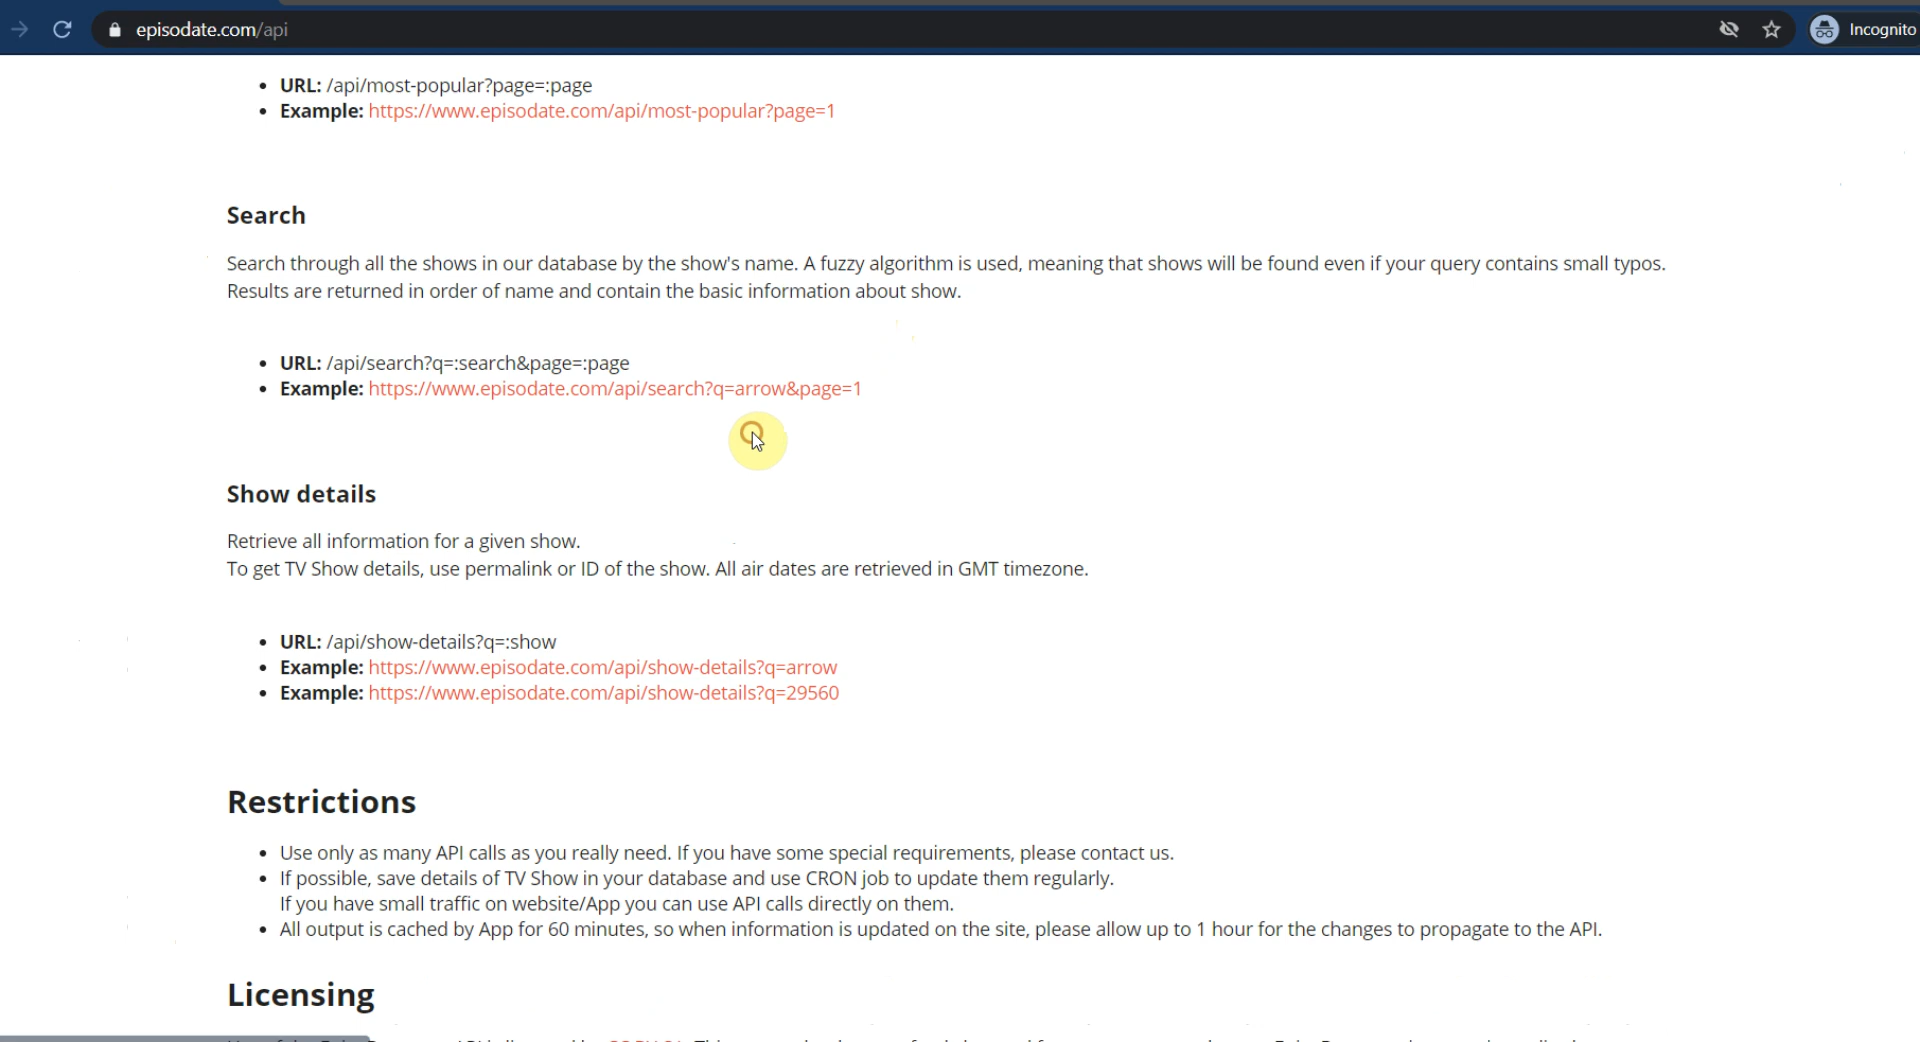 episodate.com/api
Incognito
URL: /api/most-popular?page=:page
Example: https://www.episodate.com/api/most-popular?page=1
Search
Search through all the shows in our database by the show's name. A fuzzy algorithm is used, meaning that shows will be found even if your query contains small typos.
Results are returned in order of name and contain the basic information about show.
URL: /api/search?q=:search&page=:page
Example: https://www.episodate.com/api/search?q=arrow&page=1
Show details
Retrieve all information for a given show.
To get TV Show details, use permalink or ID of the show. All air dates are retrieved in GMT timezone.
URL: /api/show-details?q=:show
Example: https://www.episodate.com/api/show-details?q=arrow
Example: https://www.episodate.com/api/show-details?q=29560
Restrictions
Use only as many API calls as you really need. If you have some special requirements, please contact us.
If possible, save details of TV Show in your database and use CRON job to update them regularly.
If you have small traffic on website/App you can use API calls directly on them.
All output is cached by App for 60 minutes, so when information is updated on the site, please allow up to 1 hour for the changes to propagate to the API.
Licensing